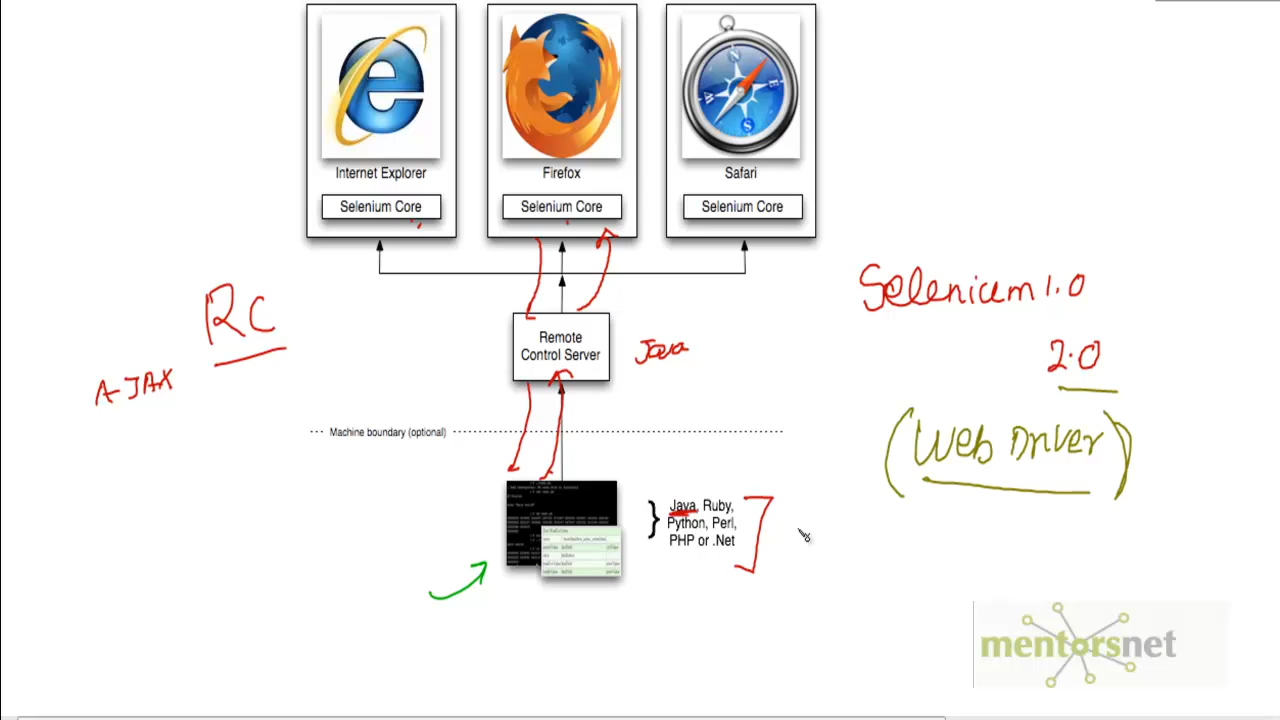 Internet Explorer
Firefox
Safari
Selenium Core
Selenium Core
Selenium Core
RC
AJAX
Remote
Control Server
Java
Selenium 1.0
2.0
(Web Driver)
Machine boundary (optional)
Java, Ruby,
Python, Perl,
PHP or .Net
mentorsnet